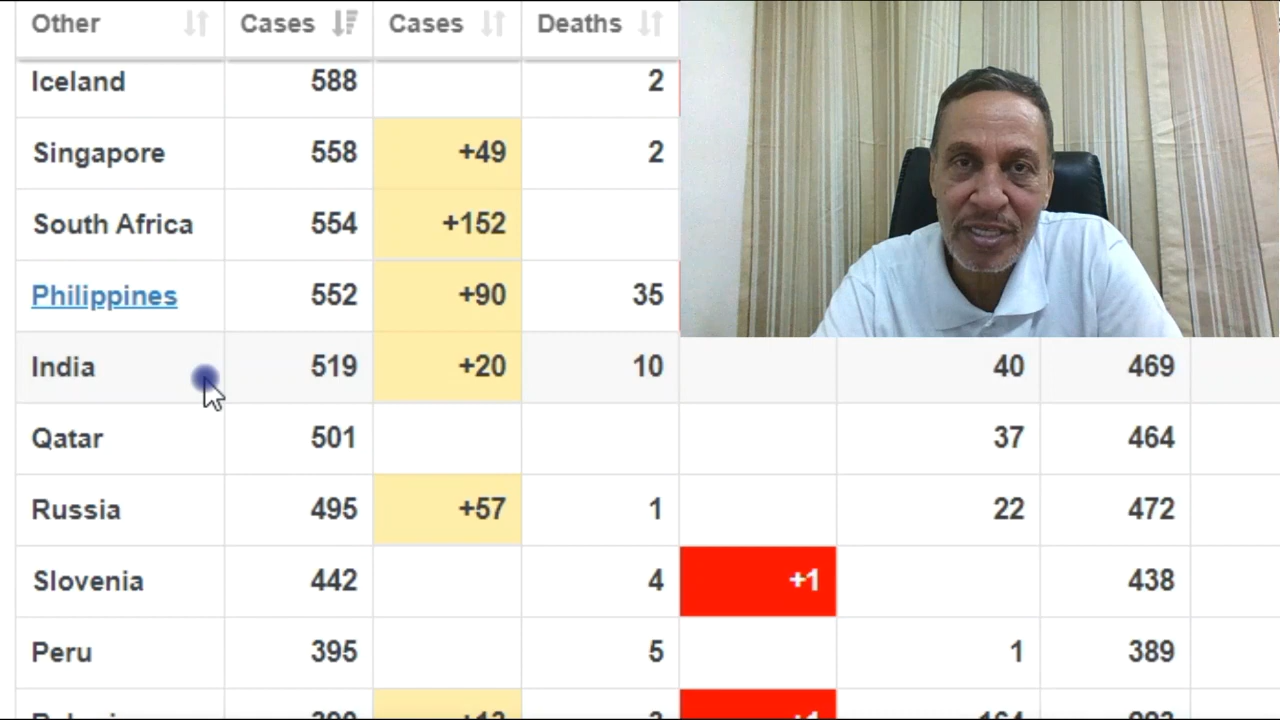 Other Cases Cases Deaths
Iceland 588 2
Singapore 558 +49 2
South Africa 554 +152
Philippines 552 +90 35
India 519 +20 10 40 469
Qatar 501 37 464
Russia 495 +57 1 22 472
Slovenia 442 4 +1 438
Peru 395 5 1 389